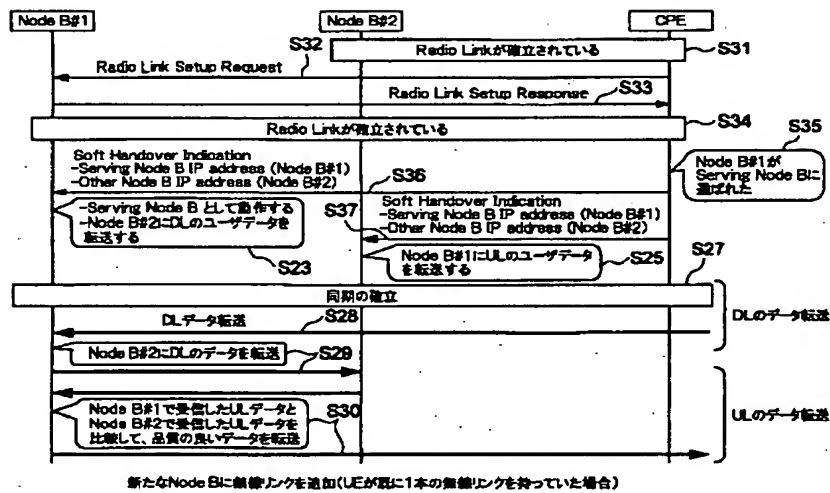 Node B#1
Node B#2
CPE
S32
Radio Linkが確立されている
S31
Radio Link Setup Request
Radio Link Setup Response
S33
Radio Linkが確立されている
S34
S35
Node B#1が
Serving Node Bに
選ばれた
Soft Handover Indication
-Serving Node B IP address (Node B#1)
-Other Node B IP address (Node B#2)
S36
Soft Handover Indication
-Serving Node B IP address (Node B#1)
-Other Node B IP address (Node B#2)
S37
-Serving Node B として動作する
-Node B#2にDLのユーザデータを
転送する
S23
Node B#1にULのユーザデータ
を転送する
S25
S27
同期の確立
DLデータ転送
S28
DLのデータ転送
Node B#2にDLのデータを転送
S29
Node B#1で受信したULデータと
Node B#2で受信したULデータを
比較して、品質の良いデータを転送
S30
ULのデータ転送
新たなNode Bに無線リンクを追加(UEが既に1本の無線リンクを持っていた場合)